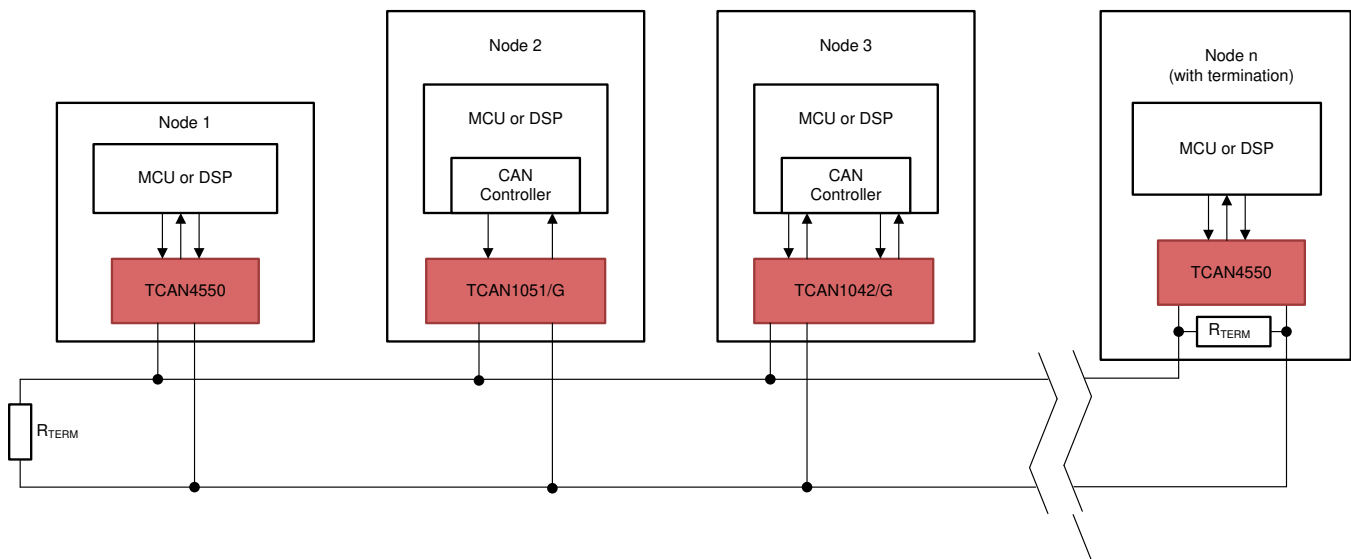 Node 1
MCU or DSP
TCAN4550
Node 2
MCU or DSP
CAN
Controller
TCAN1051/G
Node 3
MCU or DSP
CAN
Controller
TCAN1042/G
Node n
(with termination)
MCU or DSP
TCAN4550
RTERM
RTERM